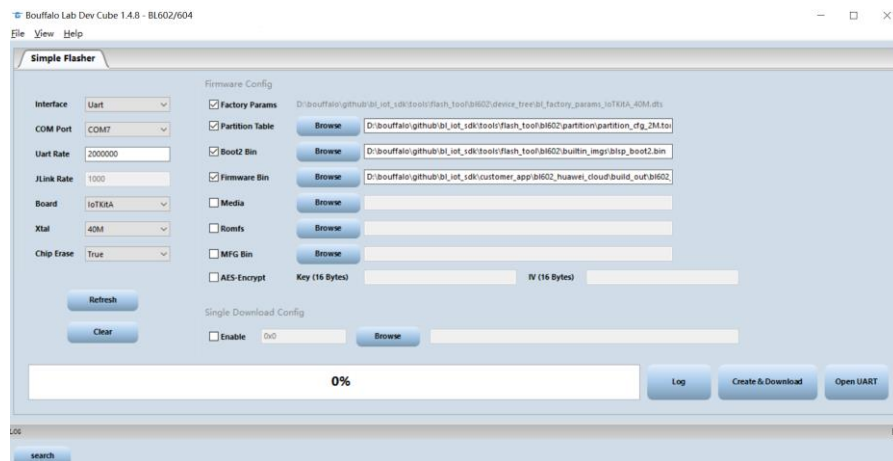 Bouffalo Lab Dev Cube 1.4.8 - BL602/604
File View Help
Simple Flasher
Firmware Config
Interface Uart
Factory Params D:\bouffalo\github\bl_iot_sdk\tools\flash_tool\bl602\device_tree\bl_factory_params_IoTKitA_40M.dts
COM Port COM7
Partition Table Browse D:\bouffalo\github\bl_iot_sdk\tools\flash_tool\bl602\partition\partition_cfg_2M.to
Uart Rate 2000000
Boot2 Bin Browse D:\bouffalo\github\bl_iot_sdk\tools\flash_tool\bl602\builtin_imgs\blsp_boot2.bin
JLink Rate 1000
Firmware Bin Browse D:\bouffalo\github\bl_iot_sdk\customer_app\bl602_huawei_cloud\build_out\bl602_
Board IoTKitA
Media Browse
Xtal 40M
Romfs Browse
Chip Erase True
MFG Bin Browse
AES-Encrypt Key (16 Bytes) IV (16 Bytes)
Refresh
Single Download Config
Clear
Enable 0x0 Browse
0%
Log Create & Download Open UART
search